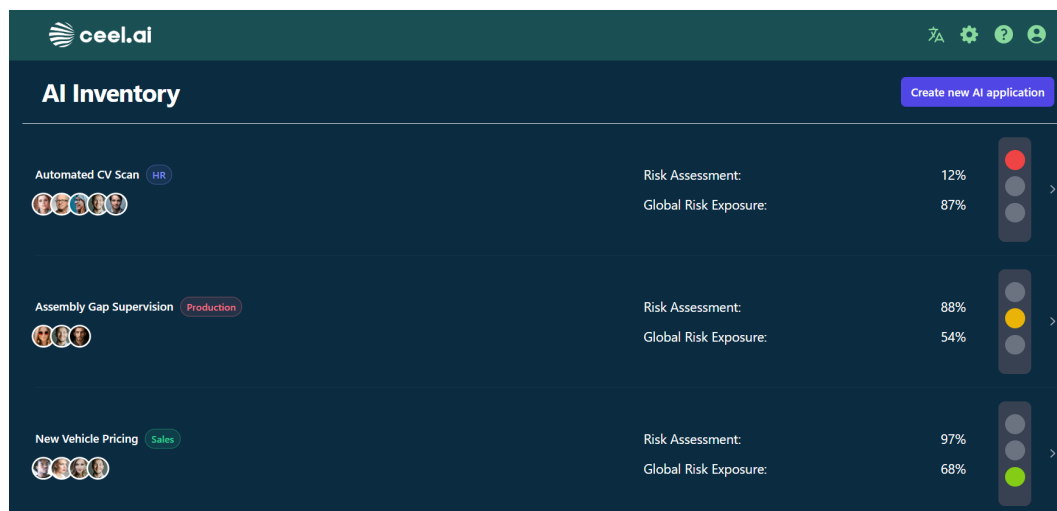 ceel.ai
AI Inventory
Create new AI application
Automated CV Scan HR
Risk Assessment: 12%
Global Risk Exposure: 87%
Assembly Gap Supervision Production
Risk Assessment: 88%
Global Risk Exposure: 54%
New Vehicle Pricing Sales
Risk Assessment: 97%
Global Risk Exposure: 68%